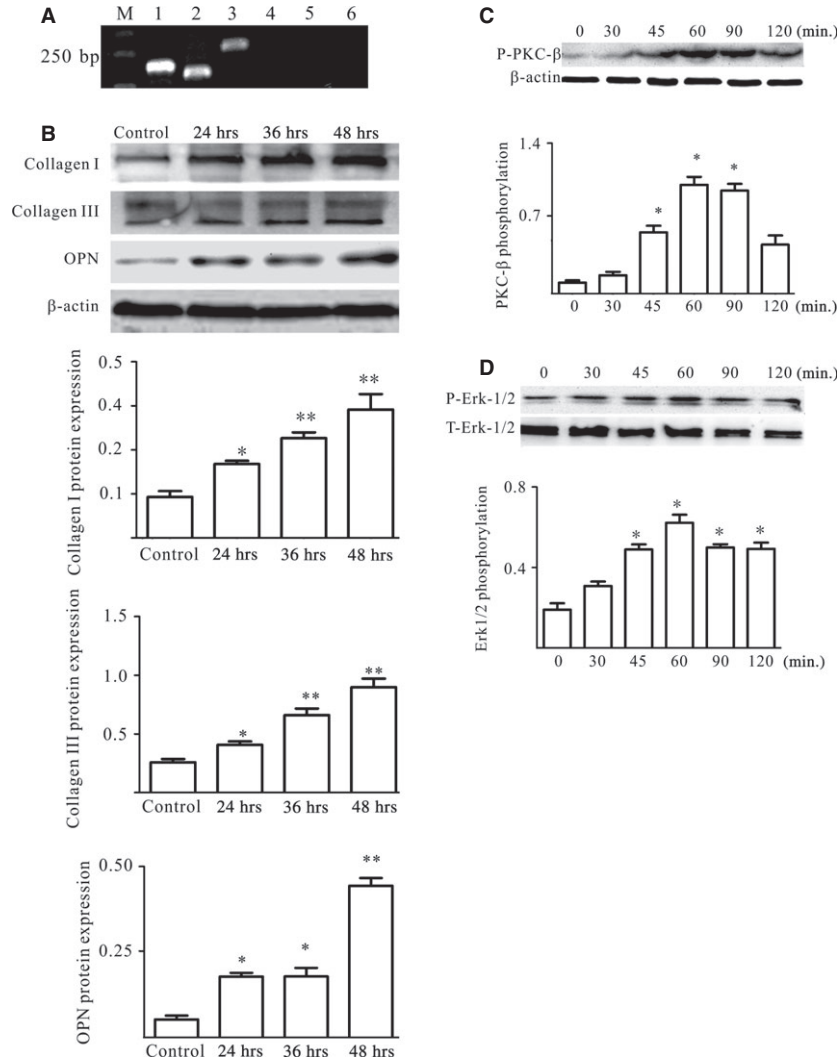 A
M 1 2 3 4 5 6
250 bp
B
Control 24 hrs 36 hrs 48 hrs
Collagen I
Collagen III
OPN
β-actin
Collagen I protein expression
0.5
0.4
0.2
0.1
* ** **
Control 24 hrs 36 hrs 48 hrs
Collagen III protein expression
1.5
1.0
0.5
* ** **
Control 24 hrs 36 hrs 48 hrs
OPN protein expression
0.50
0.25
* * **
Control 24 hrs 36 hrs 48 hrs
C
0 30 45 60 90 120 (min.)
P-PKC-β
β-actin
PKC-β phosphorylation
1.4
0.7
* * *
0 30 45 60 90 120 (min.)
D
0 30 45 60 90 120 (min.)
P-Erk-1/2
T-Erk-1/2
Erk1/2 phosphorylation
0.8
0.4
* * * *
0 30 45 60 90 120 (min.)